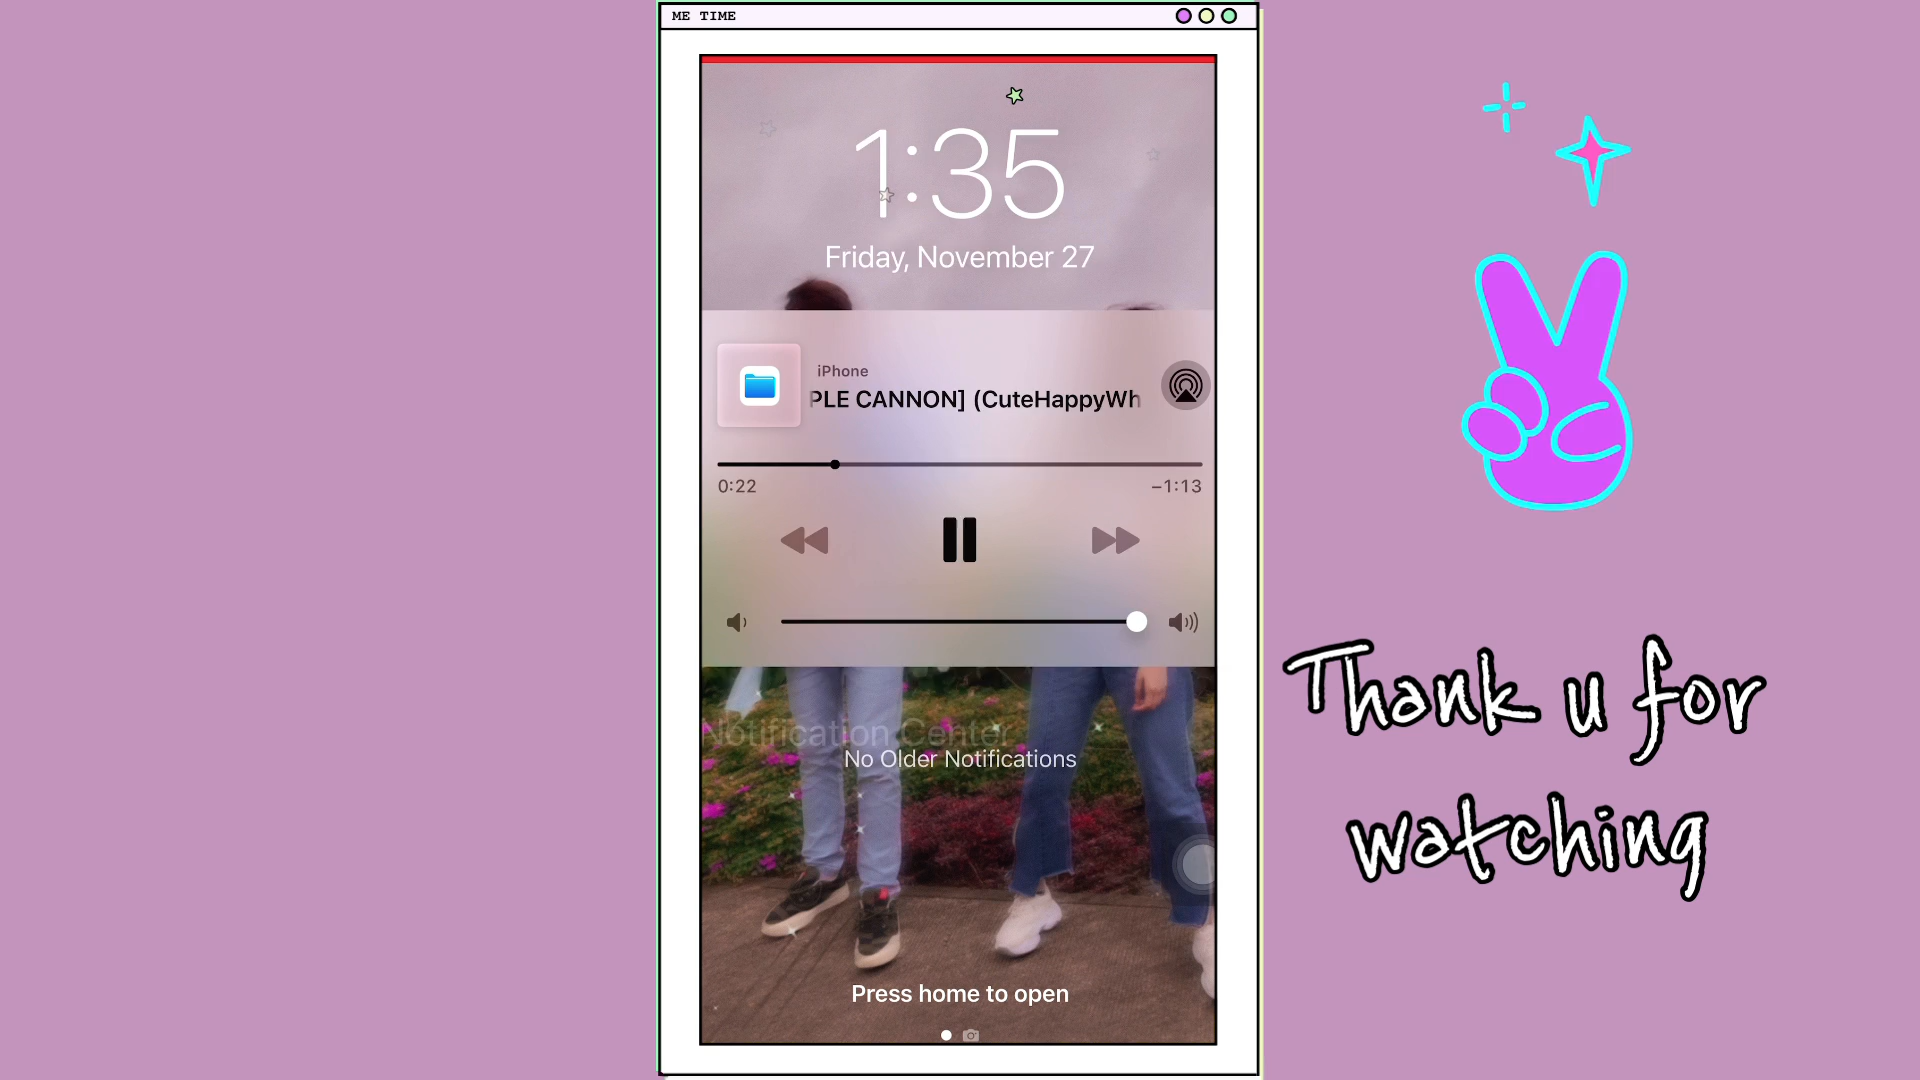 ME TIME
1:35
Friday, November 27
iPhone
PLE CANNON] (CuteHappyWh
0:22
−1:13
Notification Center
No Older Notifications
Press home to open
Thank u for
watching